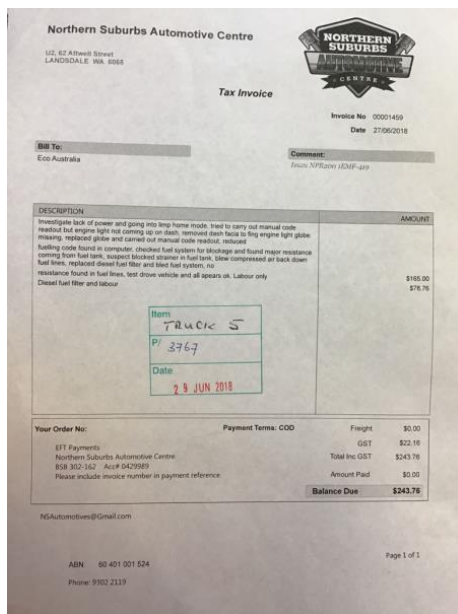 Northern Suburbs Automotive Centre
U2, 62 Attwell Street
LANDSDALE WA 6065
NORTHERN
SUBURBS
AUTOMOTIVE
CENTRE
Tax Invoice
Invoice No 00001459
Date 27/06/2018
Bill To:
Eco Australia
Comment:
Isuzu NPR200 1EMF-419
DESCRIPTION
AMOUNT
Investigate lack of power and going into limp home mode, tried to carry out manual code
readout but engine light not coming up on dash, removed dash facia to fing engine light globe
missing, replaced globe and carried out manual code readout, reduced
fuelling code found in computer, checked fuel system for blockage and found major resistance
coming from fuel tank, suspect blocked strainer in fuel tank, blew compressed air back down
fuel lines, replaced diesel fuel filter and bled fuel system, no
resistance found in fuel lines, test drove vehicle and all apears ok. Labour only $165.00
Diesel fuel filter and labour $78.76
Item
TRUCK 5
P/ 3767
Date
29 JUN 2018
Your Order No:
Payment Terms: COD
Freight $0.00
GST $22.16
Total Inc GST $243.76
Amount Paid $0.00
Balance Due $243.76
EFT Payments
Northern Suburbs Automotive Centre
BSB 302-162 Acc# 0429989
Please include invoice number in payment reference
NSAutomotives@Gmail.com
Page 1 of 1
ABN 60 401 001 524
Phone: 9302 2119